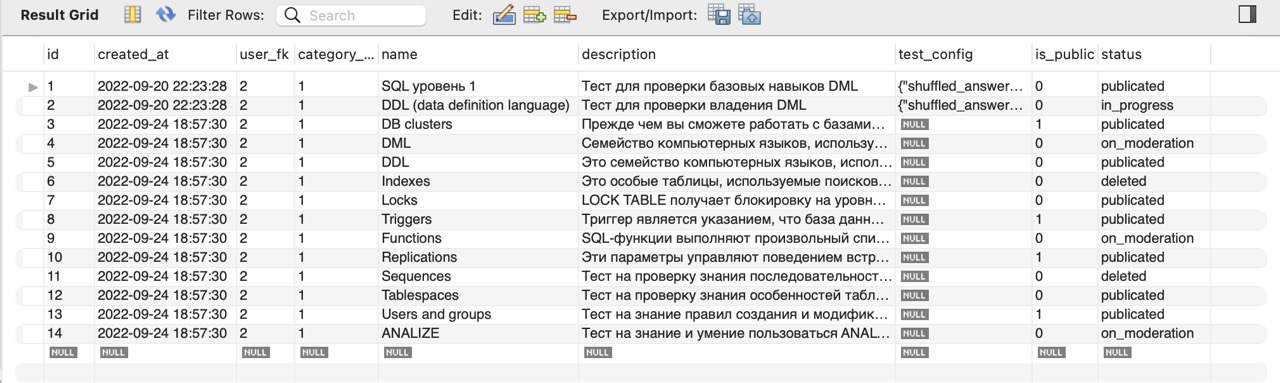 Result Grid Filter Rows: Search Edit: Export/Import:
id created_at user_fk category_... name description test_config is_public status
1 2022-09-20 22:23:28 2 1 SQL уровень 1 Тест для проверки базовых навыков DML {"shuffled_answer... 0 publicated
2 2022-09-20 22:23:28 2 1 DDL (data definition language) Тест для проверки владения DML {"shuffled_answer... 0 in_progress
3 2022-09-24 18:57:30 2 1 DB clusters Прежде чем вы сможете работать с базами... NULL 1 publicated
4 2022-09-24 18:57:30 2 1 DML Семейство компьютерных языков, использу... NULL 0 on_moderation
5 2022-09-24 18:57:30 2 1 DDL Это семейство компьютерных языков, испол... NULL 0 publicated
6 2022-09-24 18:57:30 2 1 Indexes Это особые таблицы, используемые поисков... NULL 0 deleted
7 2022-09-24 18:57:30 2 1 Locks LOCK TABLE получает блокировку на уровн... NULL 0 publicated
8 2022-09-24 18:57:30 2 1 Triggers Триггер является указанием, что база данн... NULL 1 publicated
9 2022-09-24 18:57:30 2 1 Functions SQL-функции выполняют произвольный спи... NULL 0 on_moderation
10 2022-09-24 18:57:30 2 1 Replications Эти параметры управляют поведением встр... NULL 1 publicated
11 2022-09-24 18:57:30 2 1 Sequences Тест на проверку знания последовательност... NULL 0 deleted
12 2022-09-24 18:57:30 2 1 Tablespaces Тест на проверку знания особенностей табл... NULL 0 publicated
13 2022-09-24 18:57:30 2 1 Users and groups Тест на знание правил создания и модифик... NULL 1 publicated
14 2022-09-24 18:57:30 2 1 ANALIZE Тест на знание и умение пользоваться ANAL... NULL 0 on_moderation
NULL NULL NULL NULL NULL NULL NULL NULL NULL